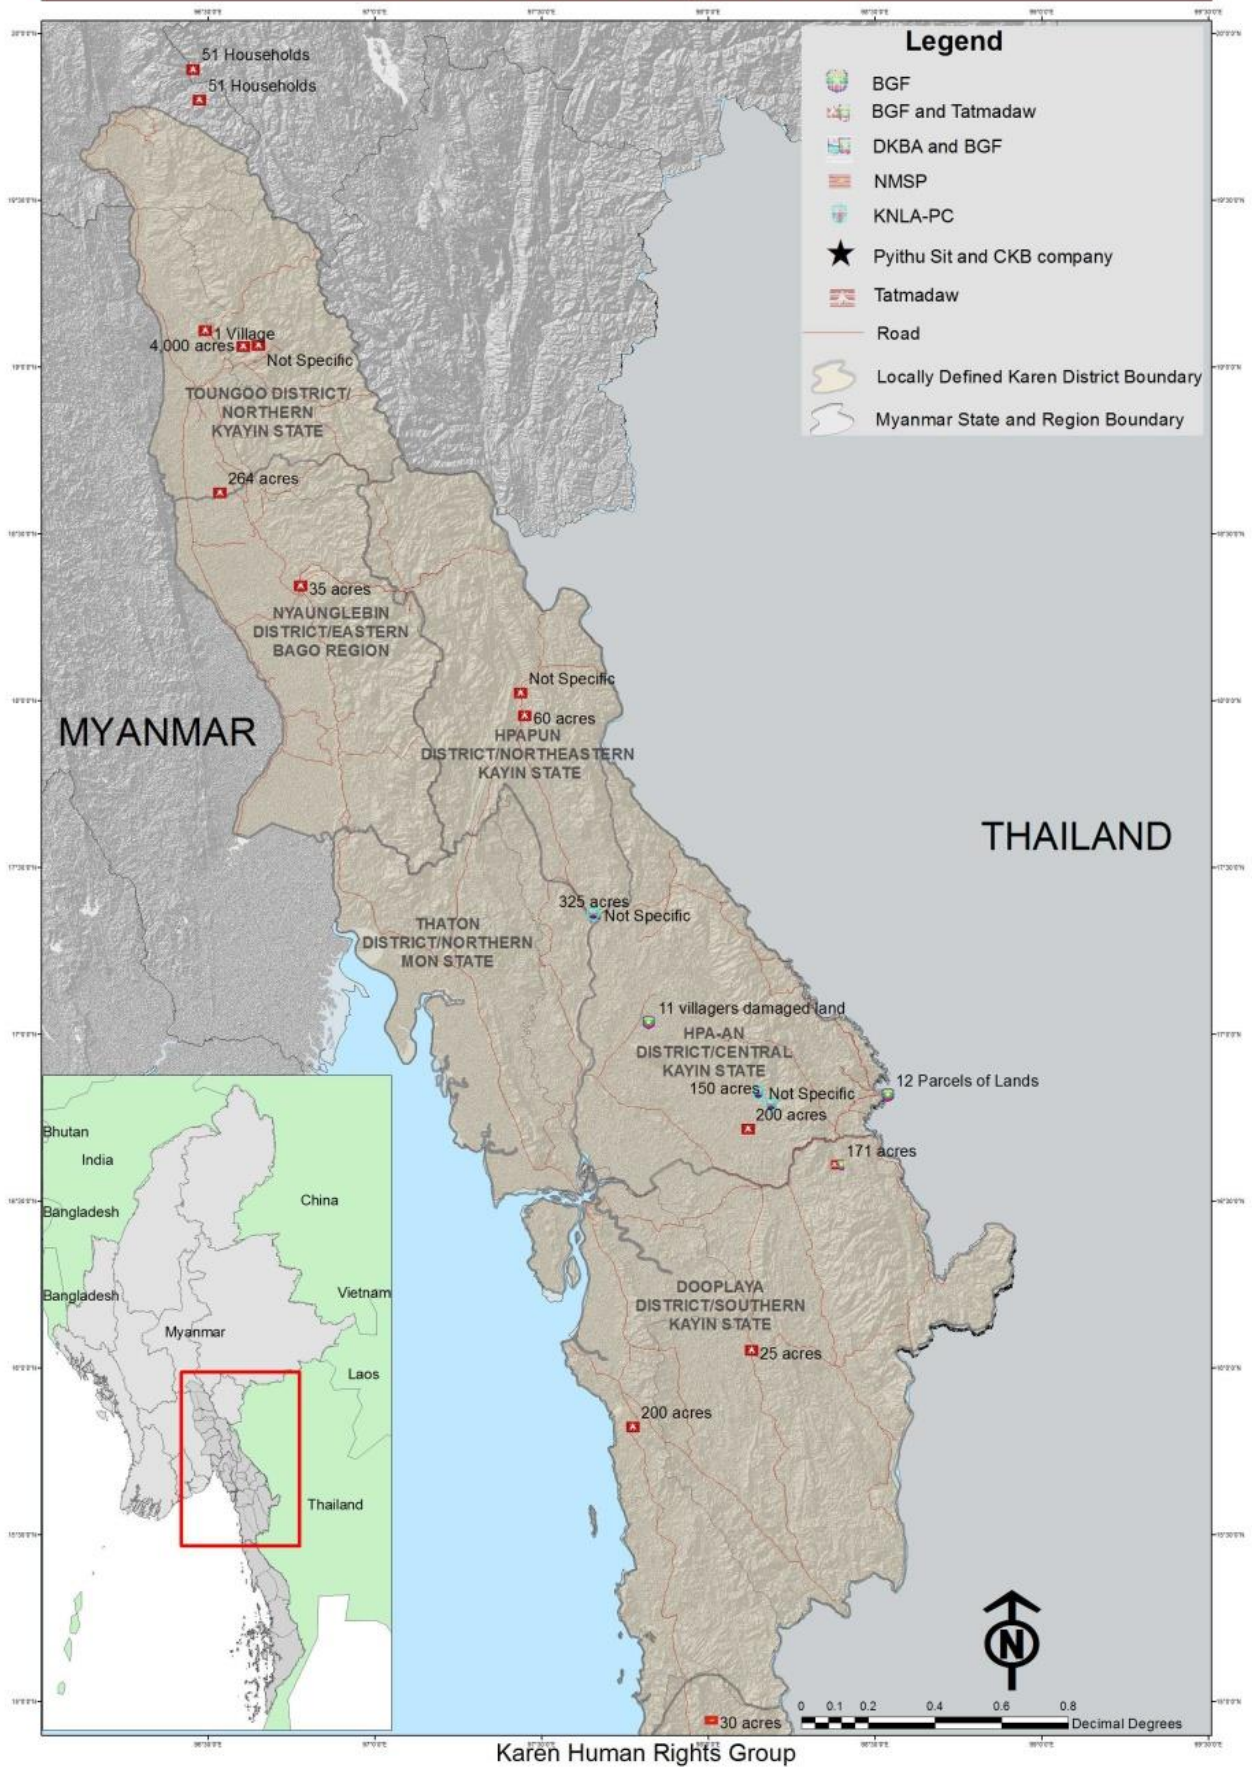 Legend
BGF
BGF and Tatmadaw
DKBA and BGF
NMSP
KNLA-PC
Pyithu Sit and CKB company
Tatmadaw
Road
Locally Defined Karen District Boundary
Myanmar State and Region Boundary
51 Households
51 Households
1 Village
4,000 acres
Not Specific
TOUNGOO DISTRICT/
NORTHERN
KYAYIN STATE
264 acres
35 acres
NYAUNGLEBIN
DISTRICT/EASTERN
BAGO REGION
Not Specific
60 acres
HPAPUN
DISTRICT/NORTHEASTERN
KAYIN STATE
MYANMAR
THAILAND
325 acres
Not Specific
THATON
DISTRICT/NORTHERN
MON STATE
11 villagers damaged land
HPA-AN
DISTRICT/CENTRAL
KAYIN STATE
12 Parcels of Lands
150 acres
Not Specific
200 acres
171 acres
DOOPLAYA
DISTRICT/SOUTHERN
KAYIN STATE
25 acres
200 acres
30 acres
Bhutan
India
Bangladesh
China
Bangladesh
Vietnam
Myanmar
Laos
Thailand
N
0 0.1 0.2 0.4 0.6 0.8
Decimal Degrees
Karen Human Rights Group